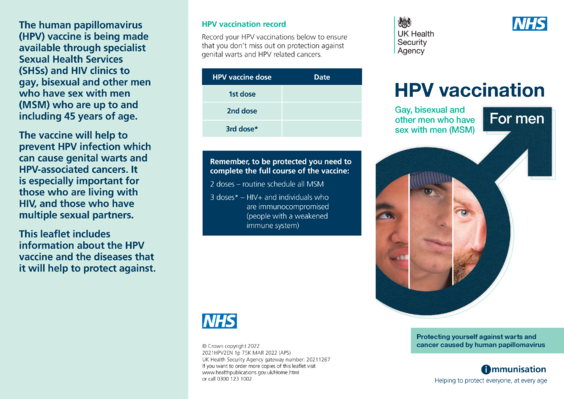 The human papillomavirus
(HPV) vaccine is being made
available through specialist
Sexual Health Services
(SHSs) and HIV clinics to
gay, bisexual and other men
who have sex with men
(MSM) who are up to and
including 45 years of age.
The vaccine will help to
prevent HPV infection which
can cause genital warts and
HPV-associated cancers. It
is especially important for
those who are living with
HIV, and those who have
multiple sexual partners.
This leaflet includes
information about the HPV
vaccine and the diseases that
it will help to protect against.
HPV vaccination record
Record your HPV vaccinations below to ensure
that you don't miss out on protection against
genital warts and HPV related cancers.
HPV vaccine dose Date
1st dose
2nd dose
3rd dose*
Remember, to be protected you need to
complete the full course of the vaccine:
2 doses – routine schedule all MSM
3 doses* – HIV+ and individuals who
are immunocompromised
(people with a weakened
immune system)
NHS
© Crown copyright 2022
2021HPV2EN 1p 75K MAR 2022 (APS)
UK Health Security Agency gateway number: 20211267
If you want to order more copies of this leaflet visit
www.healthpublications.gov.uk/Home.html
or call 0300 123 1002
UK Health
Security
Agency
NHS
HPV vaccination
Gay, bisexual and
other men who have
sex with men (MSM)
For men
Protecting yourself against warts and
cancer caused by human papillomavirus
immunisation
Helping to protect everyone, at every age